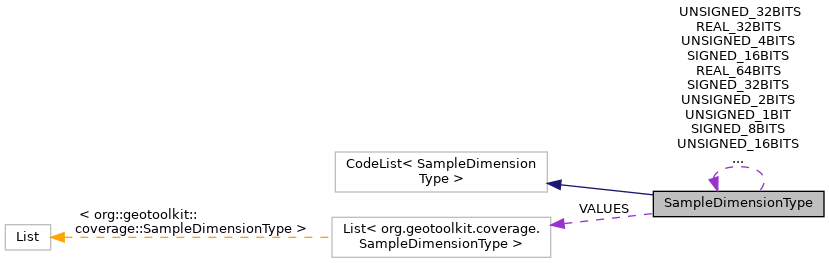 UNSIGNED_32BITS
REAL_32BITS
UNSIGNED_4BITS
SIGNED_16BITS
REAL_64BITS
SIGNED_32BITS
UNSIGNED_2BITS
UNSIGNED_1BIT
SIGNED_8BITS
UNSIGNED_16BITS
...
CodeList< SampleDimension
Type >
SampleDimensionType
VALUES
< org::geotoolkit::
coverage::SampleDimensionType >
List< org.geotoolkit.coverage.
SampleDimensionType >
List